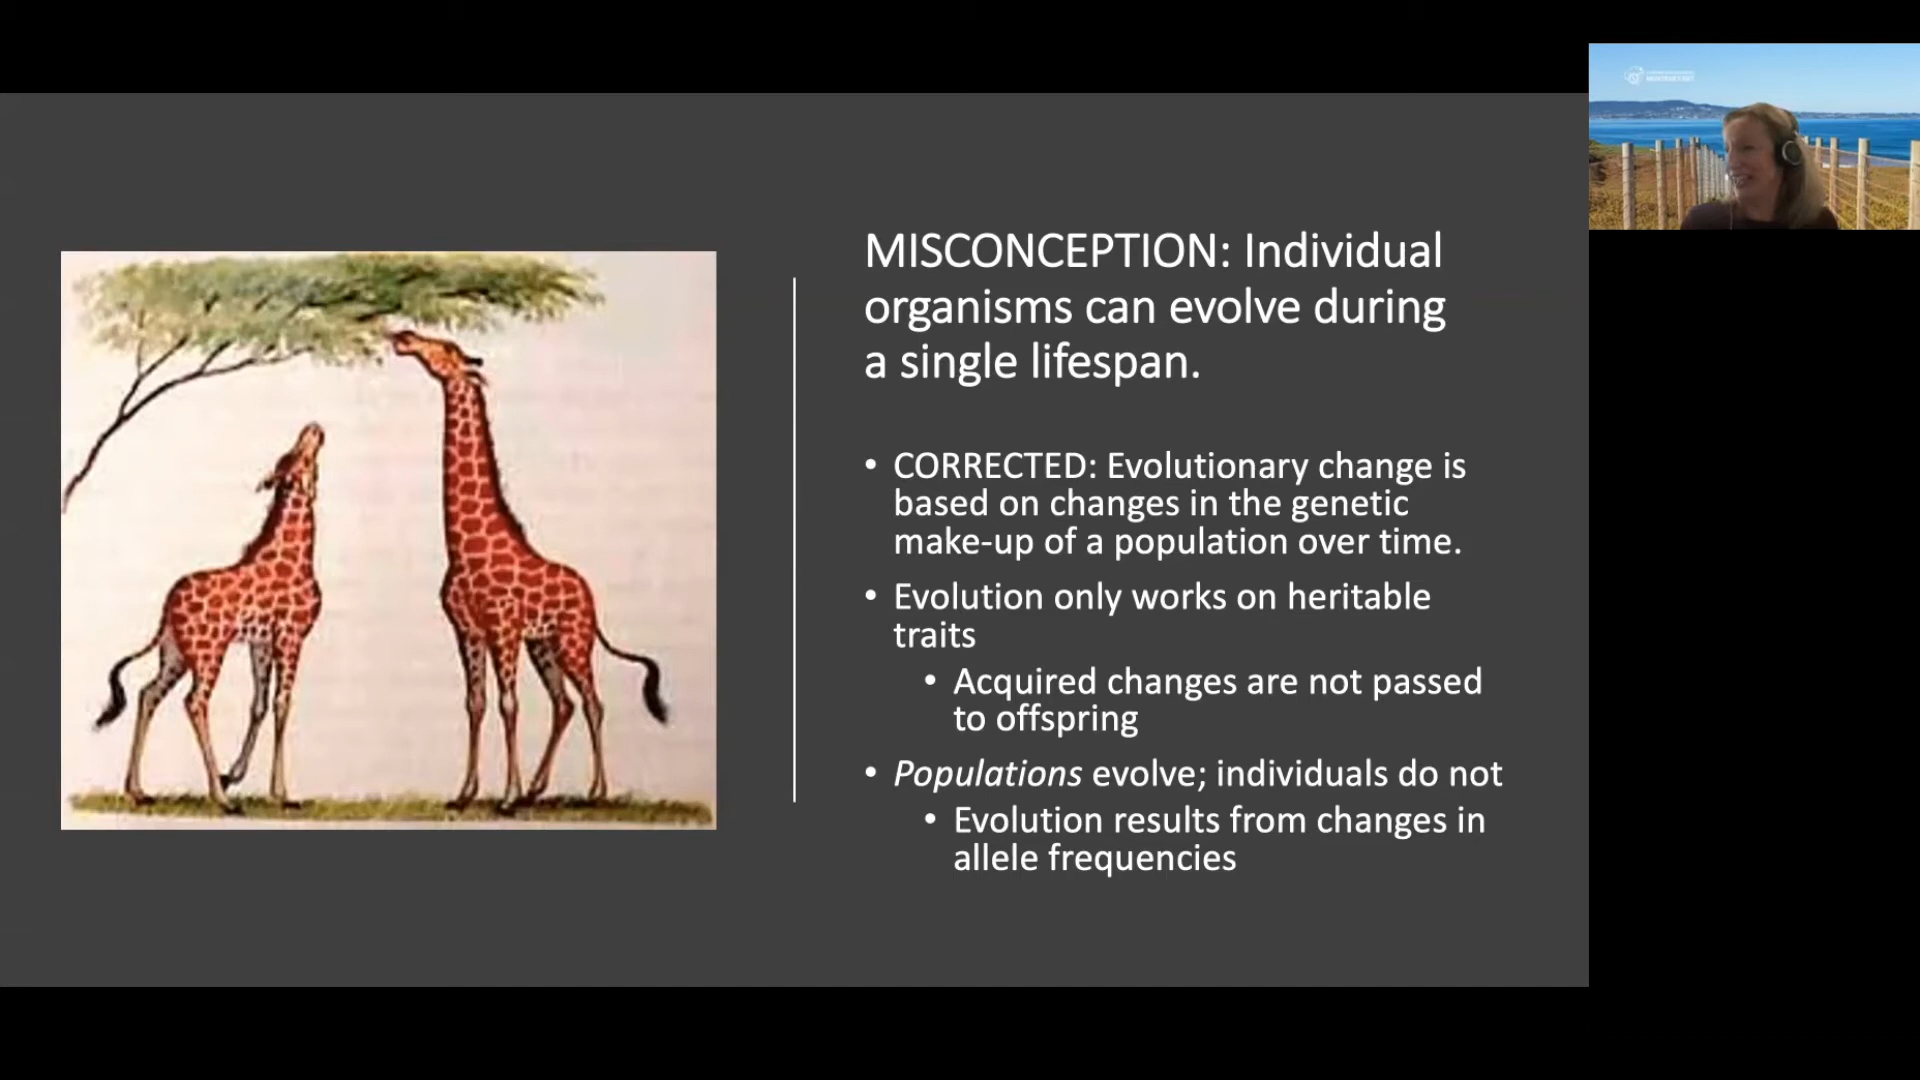 MISCONCEPTION: Individual
organisms can evolve during
a single lifespan.
• CORRECTED: Evolutionary change is
based on changes in the genetic
make-up of a population over time.
• Evolution only works on heritable
traits
• Acquired changes are not passed
to offspring
• Populations evolve; individuals do not
• Evolution results from changes in
allele frequencies